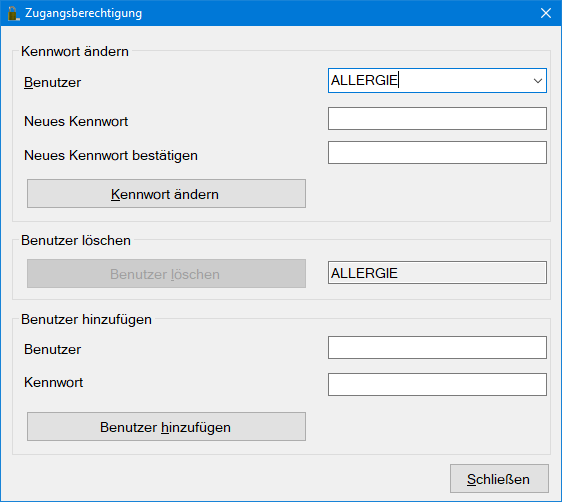 Zugangsberechtigung
Kennwort ändern
Benutzer
ALLERGIE
Neues Kennwort
Neues Kennwort bestätigen
Kennwort ändern
Benutzer löschen
Benutzer löschen
ALLERGIE
Benutzer hinzufügen
Benutzer
Kennwort
Benutzer hinzufügen
Schließen